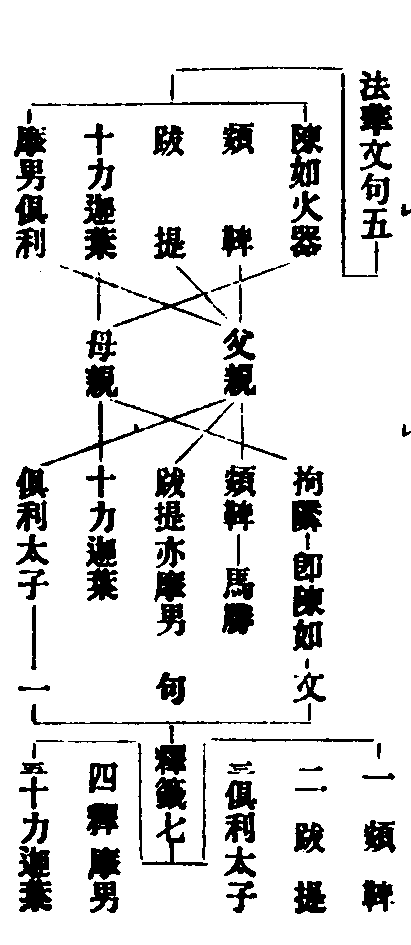 法華文句五
陳如火器
頞鞞
跋提
十力迦葉
摩男俱利
父親
母親
拘隣卽陳如
頞鞞馬勝
跋提亦摩男
十力迦葉
俱利太子
文
句
一
釋籤七
一頞鞞
二跋提
三俱利太子
四釋摩男
五十力迦葉